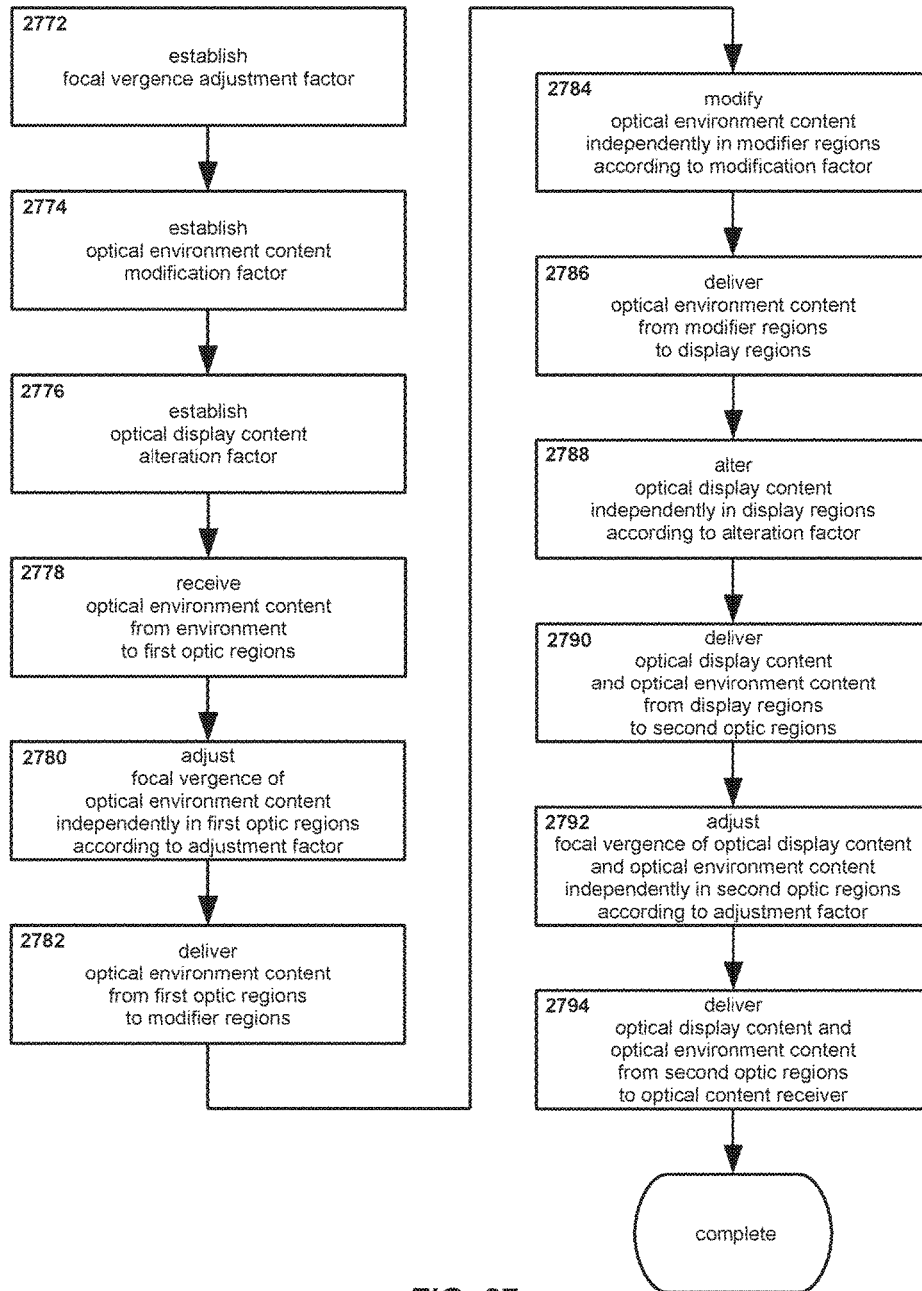 2772
establish
focal vergence adjustment factor
2774
establish
optical environment content
modification factor
2776
establish
optical display content
alteration factor
2778
receive
optical environment content
from environment
to first optic regions
2780
adjust
focal vergence of
optical environment content
independently in first optic regions
according to adjustment factor
2782
deliver
optical environment content
from first optic regions
to modifier regions
2784
modify
optical environment content
independently in modifier regions
according to modification factor
2786
deliver
optical environment content
from modifier regions
to display regions
2788
alter
optical display content
independently in display regions
according to alteration factor
2790
deliver
optical display content
and optical environment content
from display regions
to second optic regions
2792
adjust
focal vergence of optical display content
and optical environment content
independently in second optic regions
according to adjustment factor
2794
deliver
optical display content and
optical environment content
from second optic regions
to optical content receiver
complete